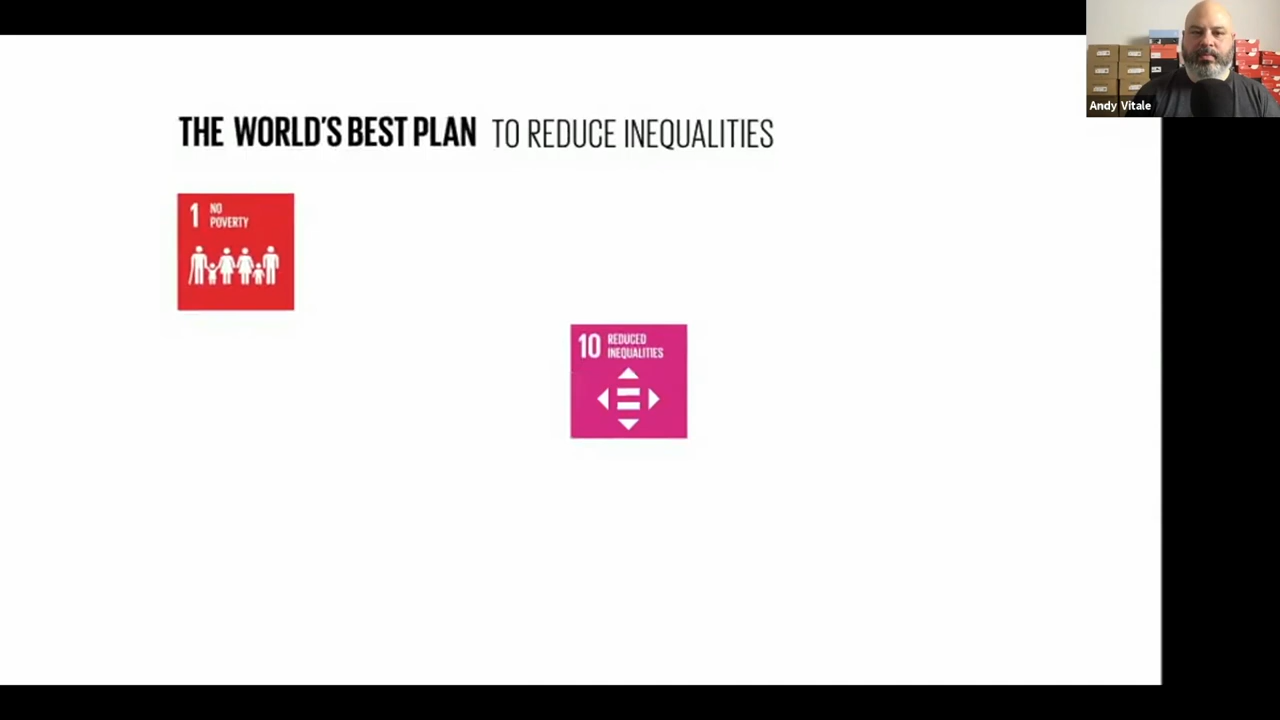 Andy Vitale
THE WORLD'S BEST PLAN TO REDUCE INEQUALITIES
1 NO
POVERTY
10 REDUCED
INEQUALITIES